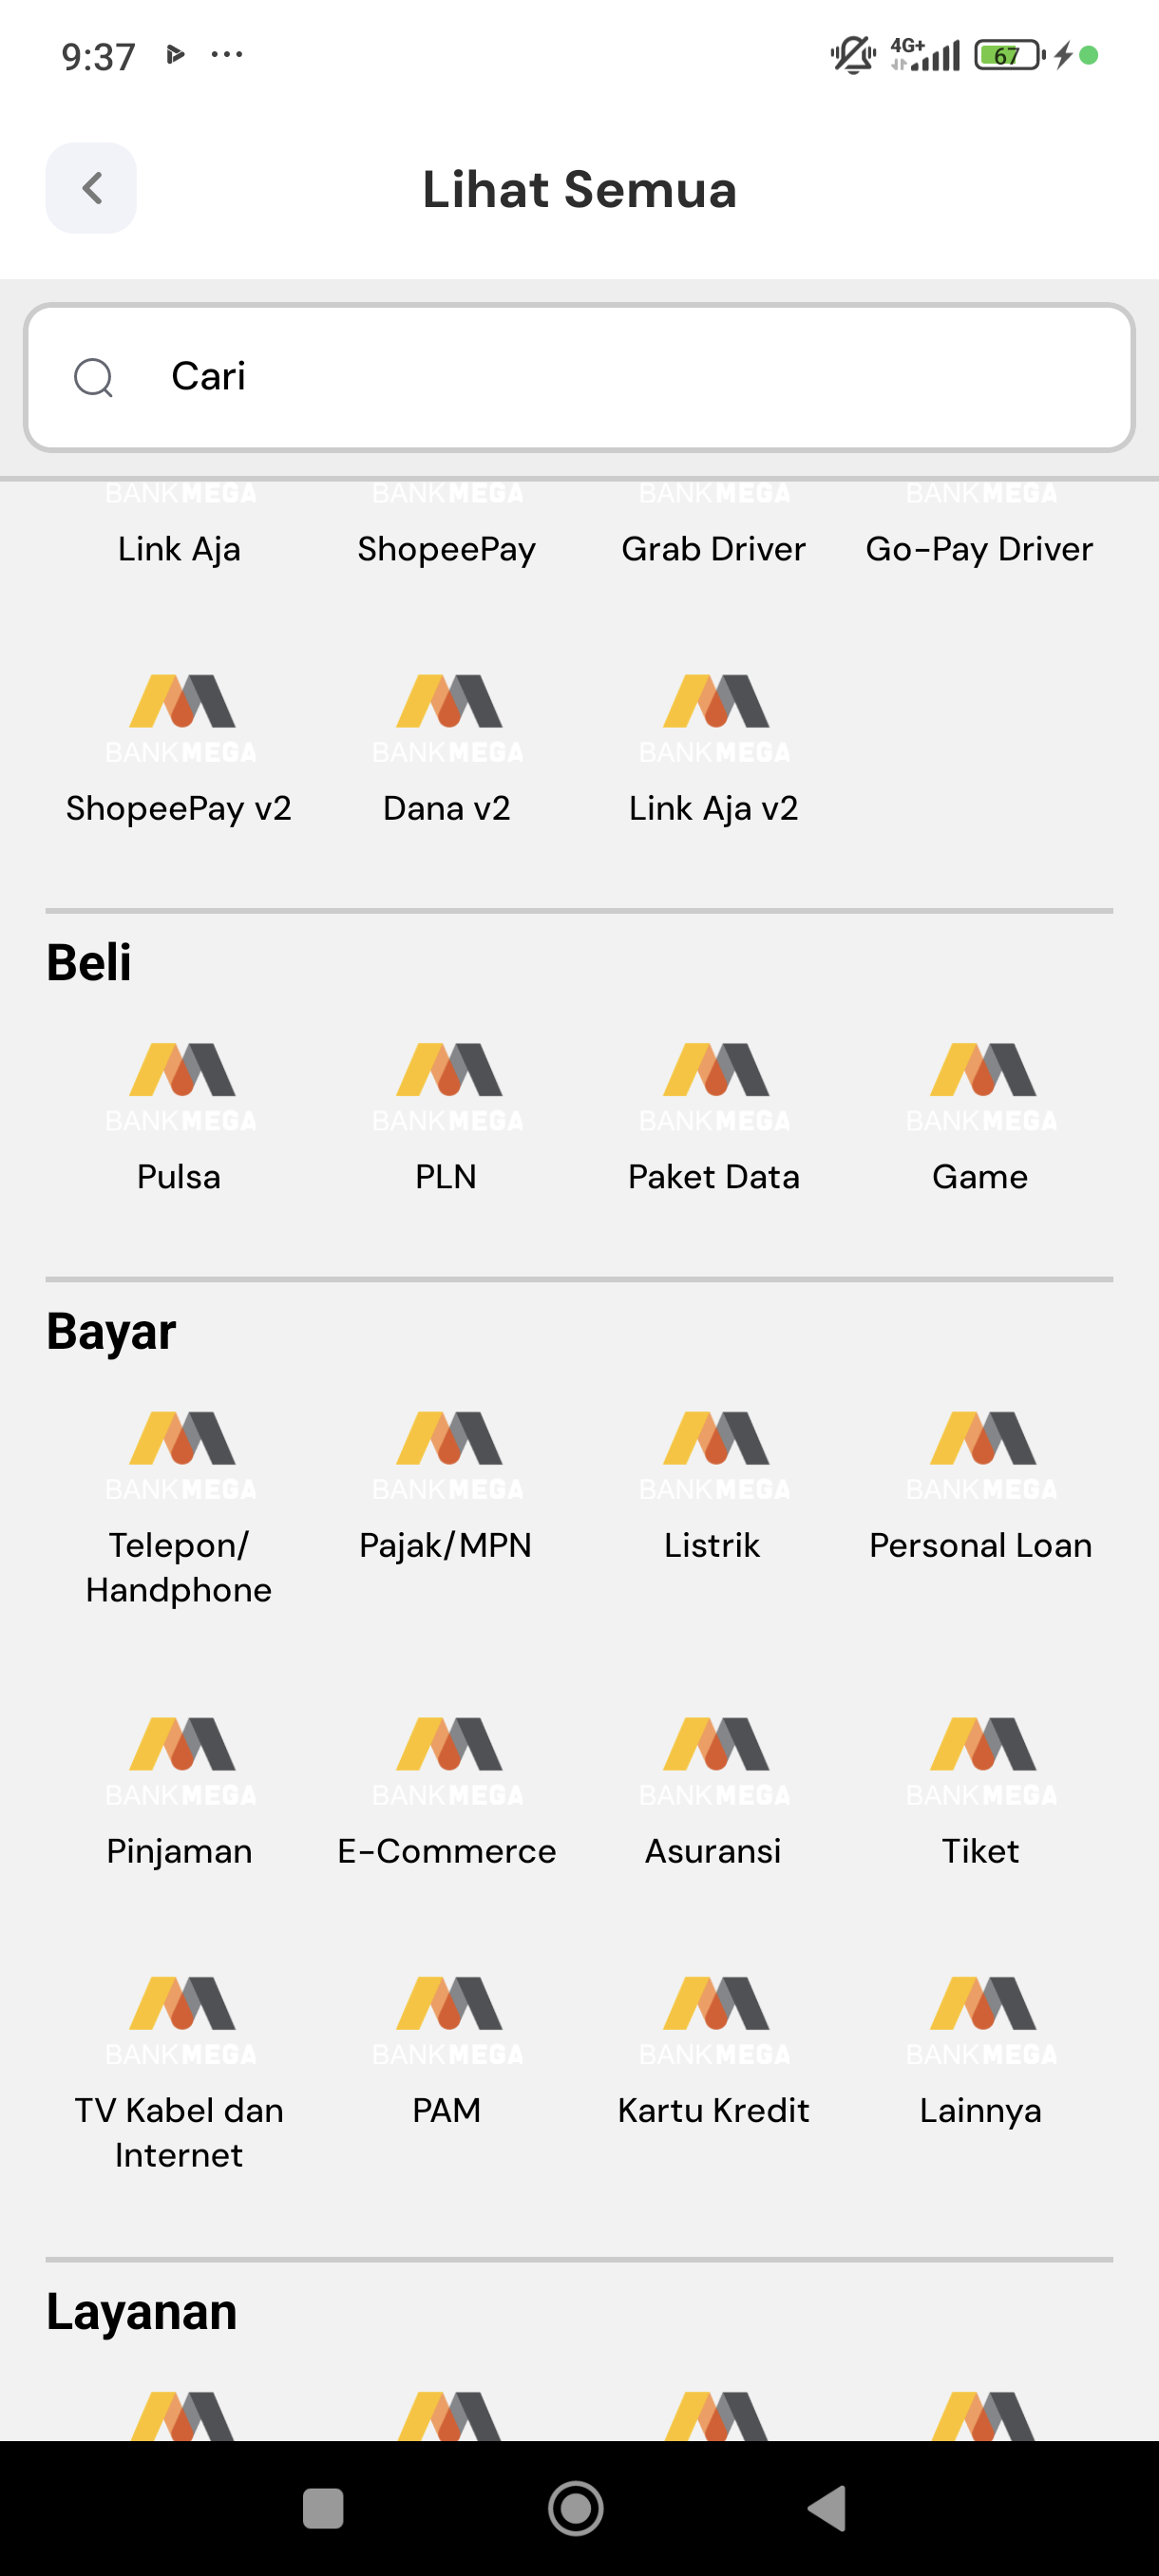 9:37
4G+
67
Lihat Semua
Cari
BANKMEGA BANKMEGA BANKMEGA BANKMEGA
Link Aja ShopeePay Grab Driver Go-Pay Driver
BANKMEGA BANKMEGA BANKMEGA
ShopeePay v2 Dana v2 Link Aja v2
Beli
BANKMEGA BANKMEGA BANKMEGA BANKMEGA
Pulsa PLN Paket Data Game
Bayar
BANKMEGA BANKMEGA BANKMEGA BANKMEGA
Telepon/ Pajak/MPN Listrik Personal Loan
Handphone
BANKMEGA BANKMEGA BANKMEGA BANKMEGA
Pinjaman E-Commerce Asuransi Tiket
BANKMEGA BANKMEGA BANKMEGA BANKMEGA
TV Kabel dan PAM Kartu Kredit Lainnya
Internet
Layanan